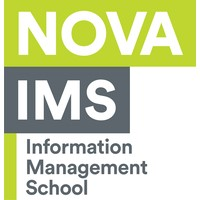 NOVA
IMS
Information
Management
School